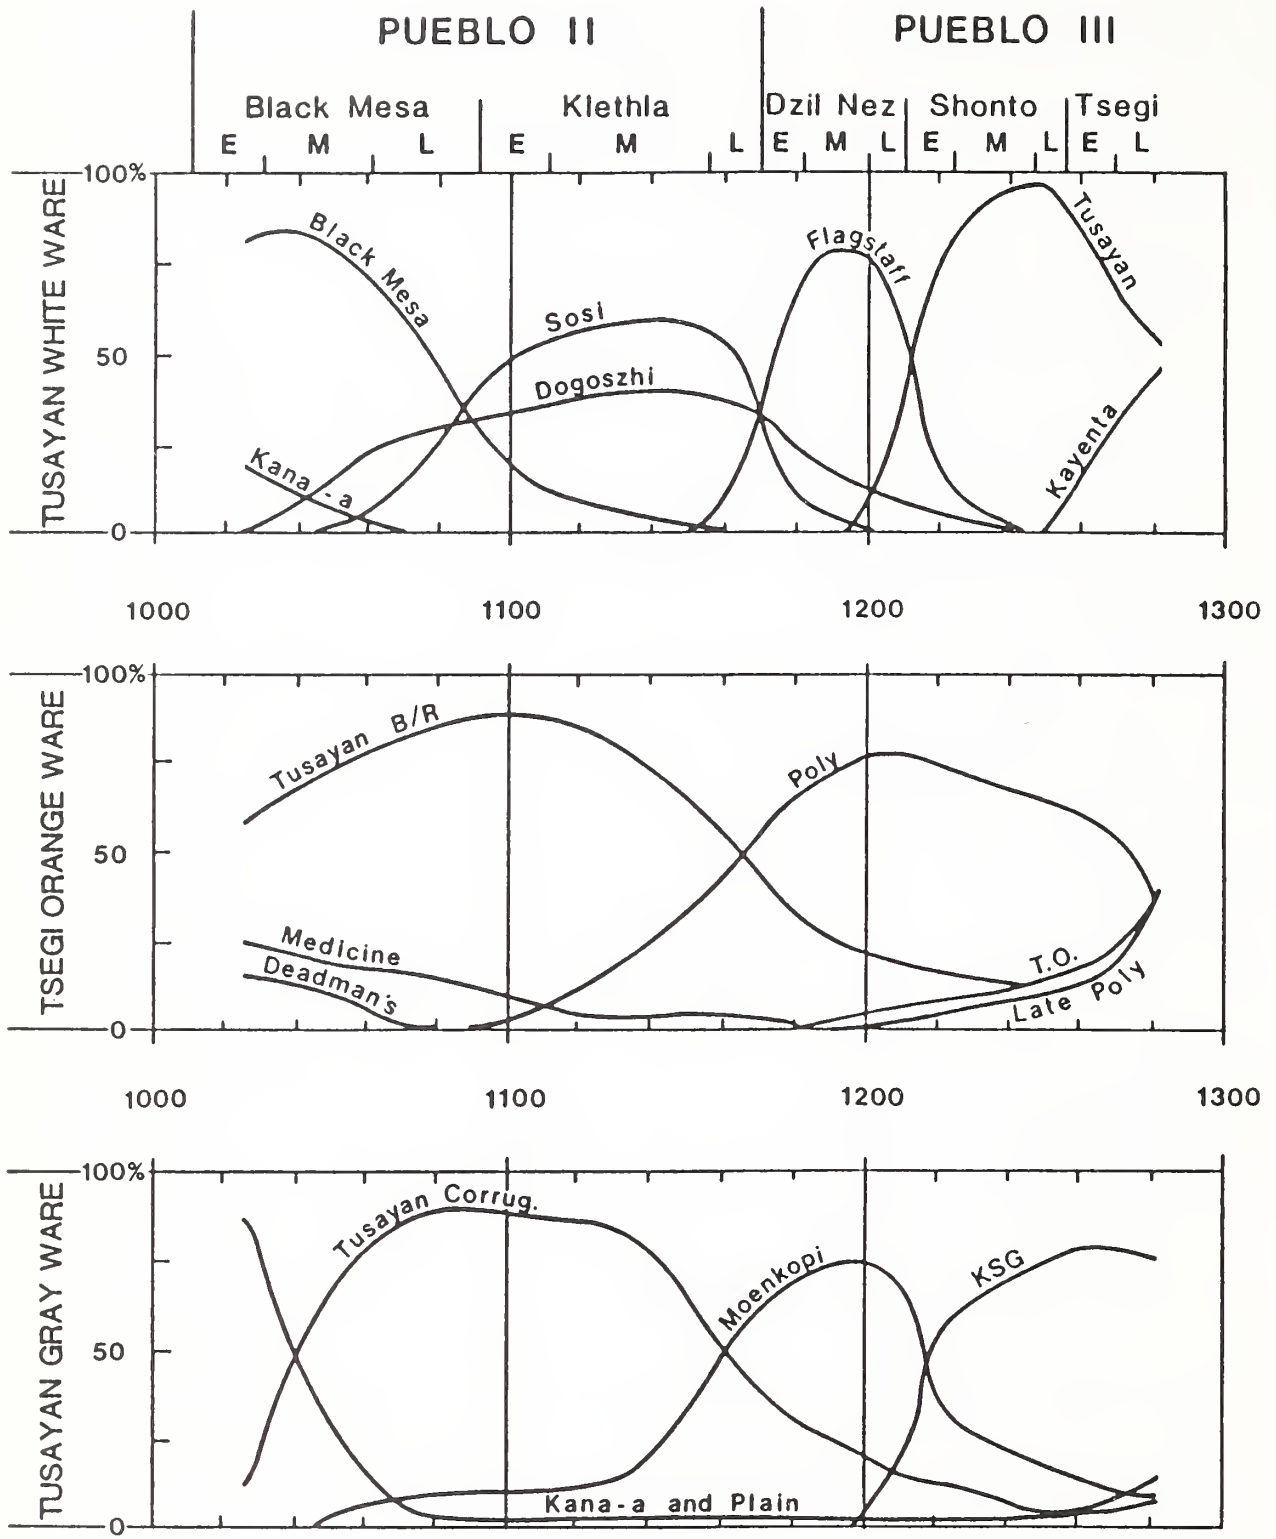 PUEBLO II PUEBLO III
Black Mesa Klethla Dzil Nez Shonto Tsegi
E M L E M L E M L E M L E L
TUSAYAN WHITE WARE
100%
50
0
Black Mesa
Kana-a
Sosi
Dogoszhi
Flagstaff
Tusayan
Kayenta
1000 1100 1200 1300
TSEGI ORANGE WARE
100%
50
0
Tusayan B/R
Medicine
Deadman's
Poly
T.O.
Late Poly
1000 1100 1200 1300
TUSAYAN GRAY WARE
100%
50
0
Tusayan Corrug.
Moenkopi
KSG
Kana-a and Plain